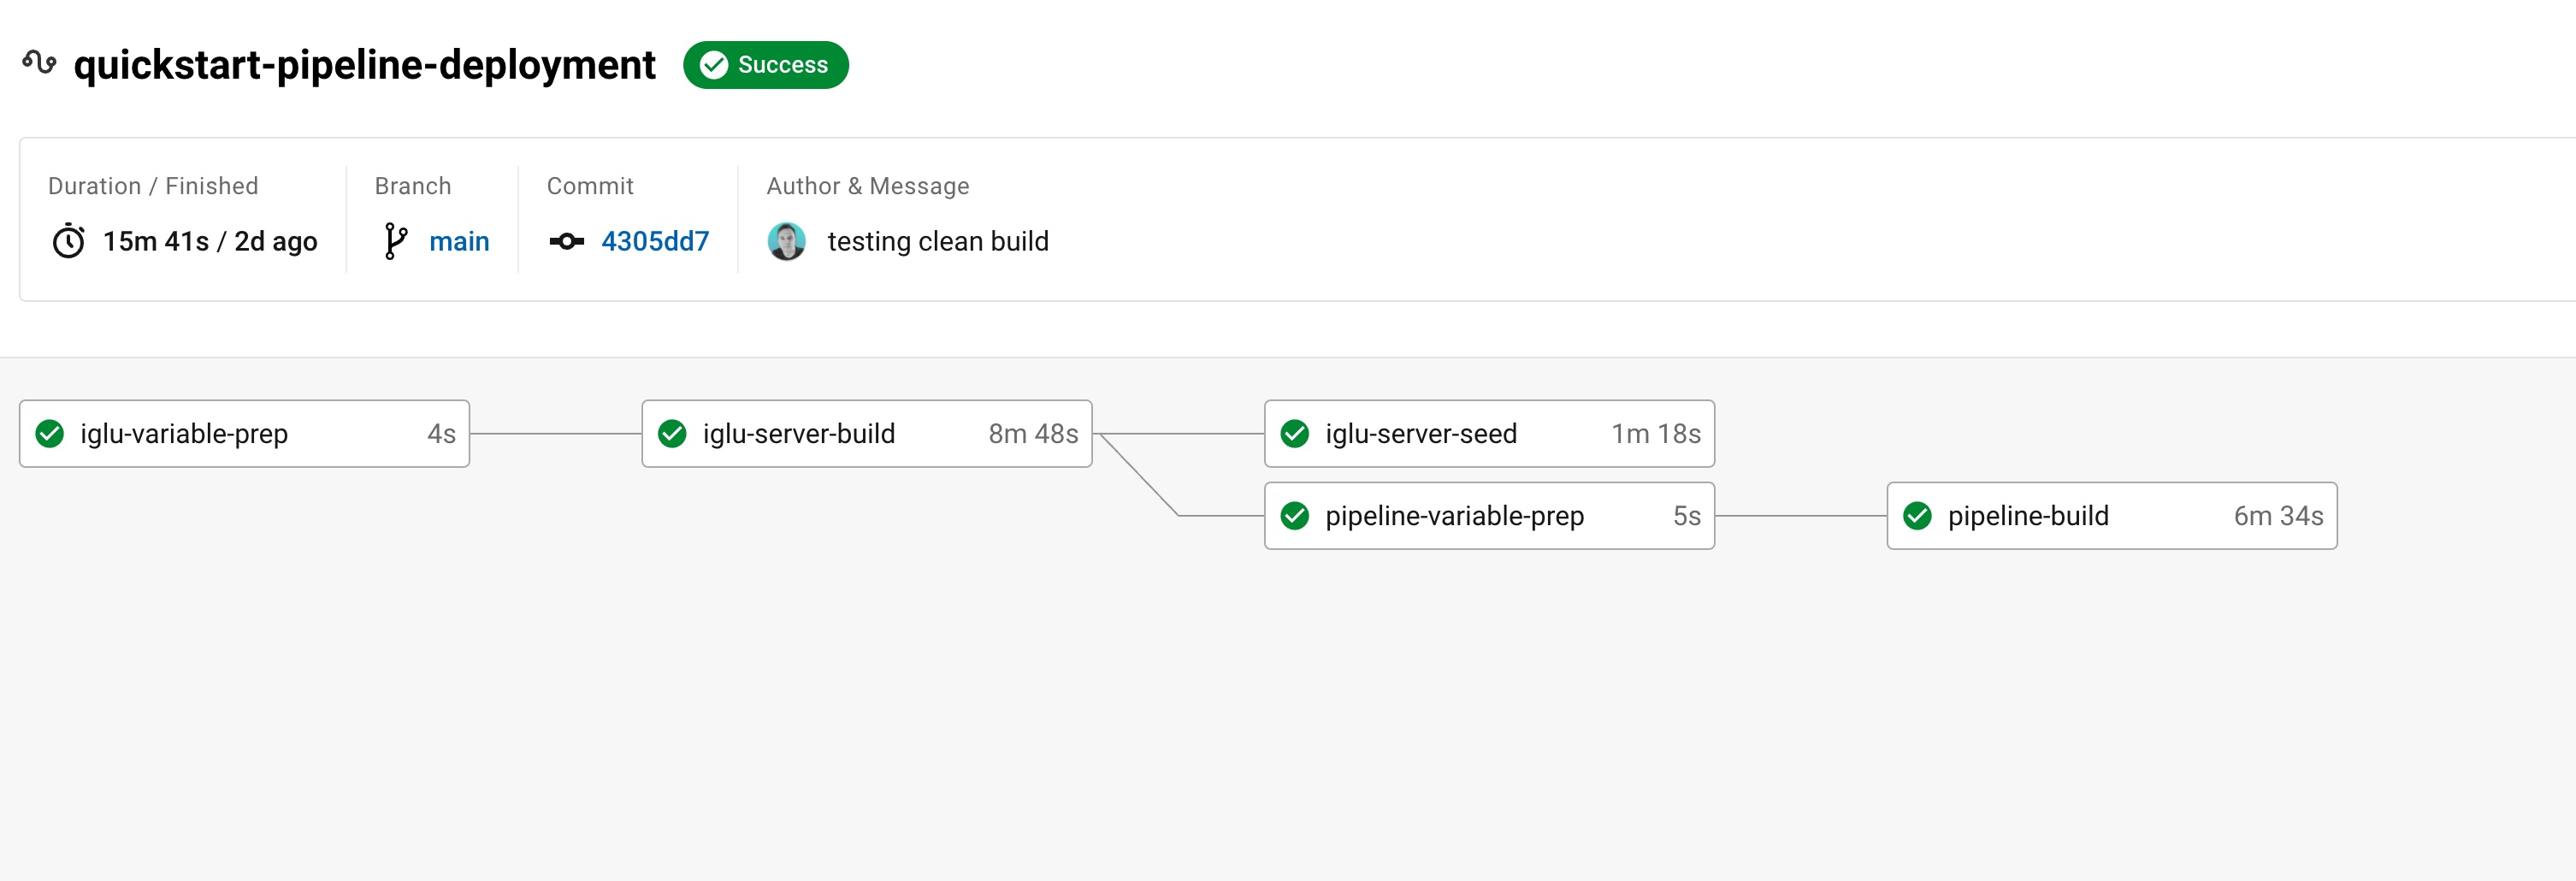 quickstart-pipeline-deployment Success
Duration / Finished Branch Commit Author & Message
15m 41s / 2d ago main 4305dd7 testing clean build
iglu-variable-prep 4s iglu-server-build 8m 48s iglu-server-seed 1m 18s
pipeline-variable-prep 5s pipeline-build 6m 34s